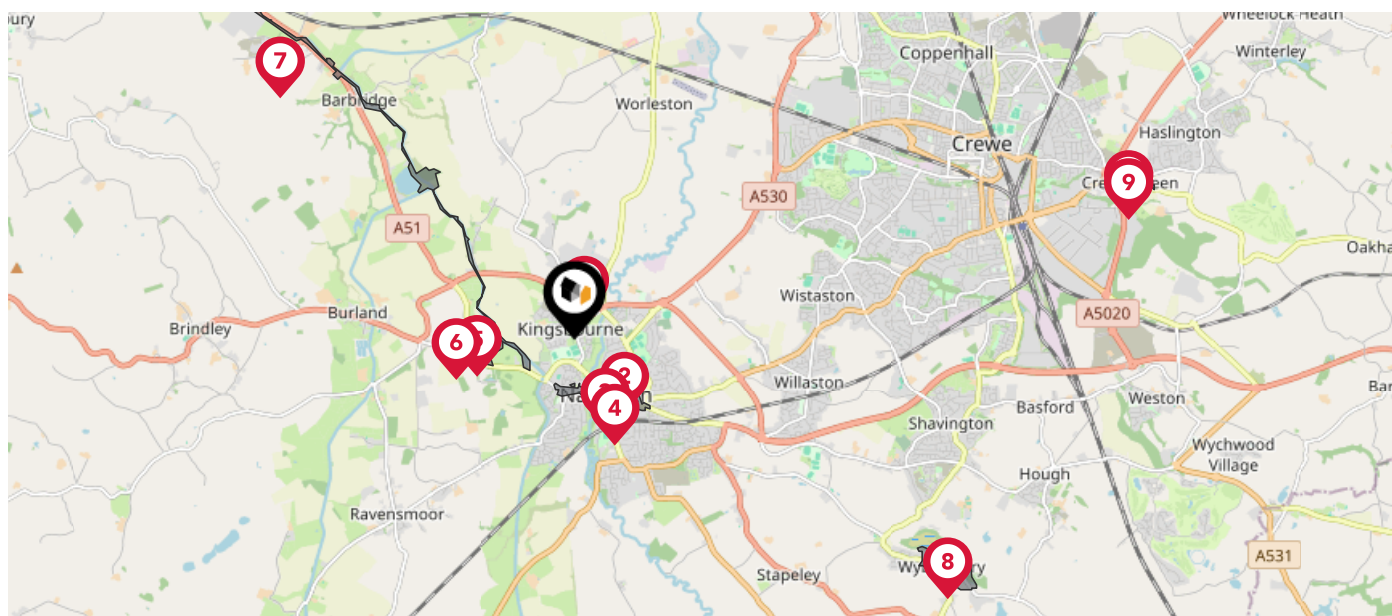 Wheelock Heath
Coppenhall
Winterley
7
Barbridge
Worleston
Haslington
Crewe
9
A530
A51
Wistaston
Burland
A5020
Brindley
Kingsbourne
6
2
Willaston
4
Basford
Weston
Shavington
Wychwood
Village
Hough
Ravensmoor
A531
8
Stapeley